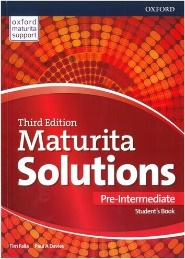 OXFORD
oxford
maturita
support
Third Edition
Maturita
Solutions
Pre-Intermediate
Student's Book
Tim Falla Paul A Davies